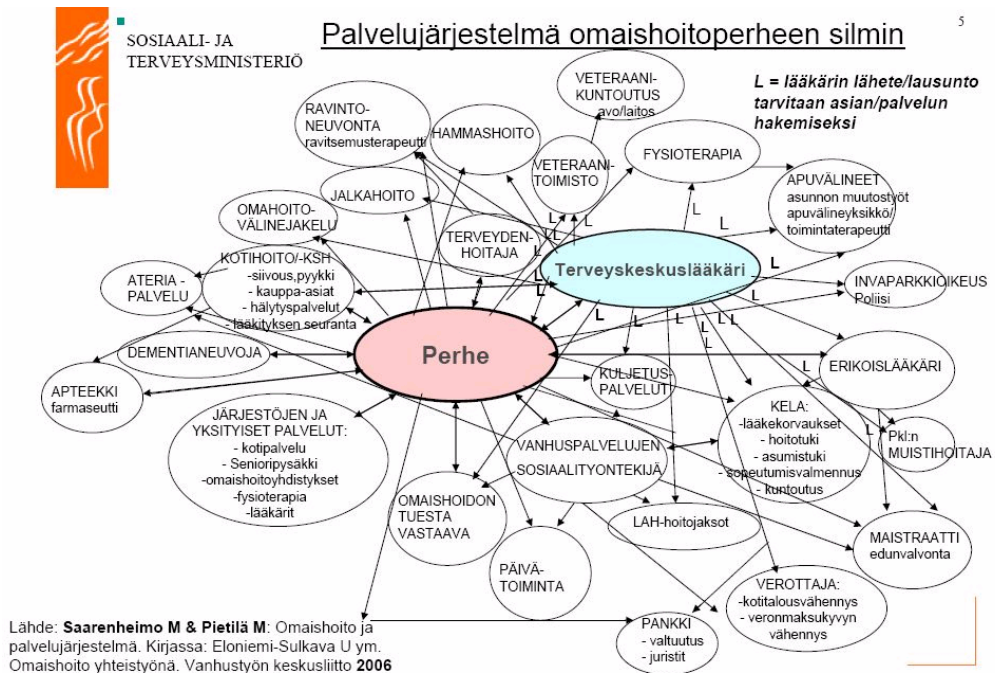 SOSIAALI- JA
TERVEYSMINISTERIÖ
Palvelujärjestelmä omaishoitoperheen silmin
5
L = lääkärin lähete/lausunto
tarvitaan asian/palvelun
hakemiseksi
VETERAANI-
KUNTOUTUS
avo/laitos
RAVINTO-
NEUVONTA
ravitsemusterapeutti
HAMMASHOITO
VETERAANI-
TOIMISTO
FYSIOTERAPIA
APUVÄLINEET
asunnon muutostyöt
apuvälineyksikkö/
toimintaterapeutti
JALKAHOITO
OMAHOITO-
VÄLINEJAKELU
TERVEYDEN-
HOITAJA
L
L
L
L
L
L
L
L
L
Terveyskeskuslääkäri
KOTIHOITO/-KSH
-siivous,pyykki
- kauppa-asiat
- hälytyspalvelut
- lääkityksen seuranta
ATERIA -
PALVELU
INVAPARKKIOIKEUS
Poliisi
L
L
L
L
L
L
L
L L
L
L
L
Perhe
DEMENTIANEUVOJA
ERIKOISLÄÄKÄRI
APTEEKKI
farmaseutti
KULJETUS-
PALVELUT
JÄRJESTÖJEN JA
YKSITYISET PALVELUT:
- kotipalvelu
- Senioripysäkki
-omaishoitoyhdistykset
-fysioterapia
-lääkärit
KELA:
-lääkekorvaukset
- hoitotuki
- asumistuki
- sopeutumisvalmennus
- kuntoutus
L
Pkl:n
MUISTIHOITAJA
VANHUSPALVELUJEN
SOSIAALITYONTEKIJÄ
OMAISHOIDON
TUESTA
VASTAAVA
LAH-hoitojaksot
MAISTRAATTI
edunvalvonta
PÄIVÄ-
TOIMINTA
VEROTTAJA:
-kotitalousvähennys
- veronmaksukyvyn
vähennys
PANKKI
- valtuutus
- juristit
Lähde: Saarenheimo M & Pietilä M: Omaishoito ja
palvelujärjestelmä. Kirjassa: Eloniemi-Sulkava U ym.
Omaishoito yhteistyönä. Vanhustyön keskusliitto 2006